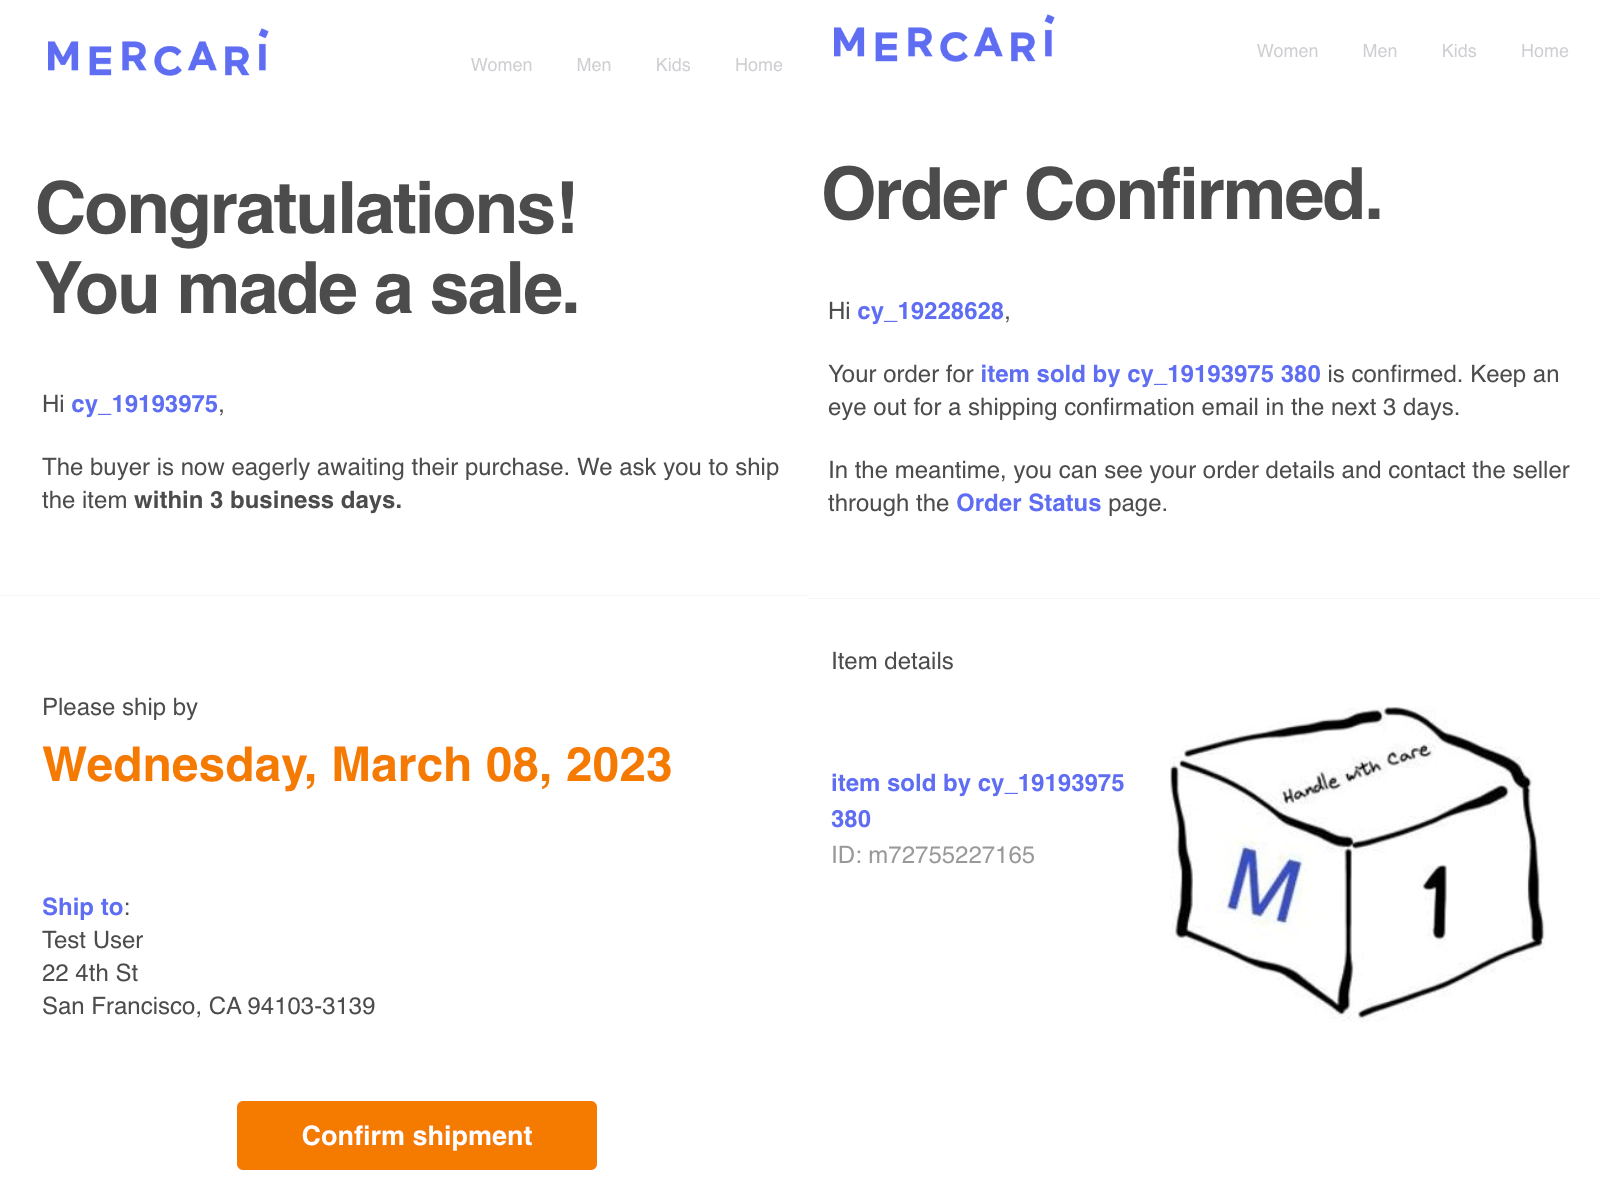 MERCARI
Women Men Kids Home
Congratulations!
You made a sale.
Hi cy_19193975,
The buyer is now eagerly awaiting their purchase. We ask you to ship
the item within 3 business days.
Please ship by
Wednesday, March 08, 2023
Ship to:
Test User
22 4th St
San Francisco, CA 94103-3139
Confirm shipment
MERCARI
Women Men Kids Home
Order Confirmed.
Hi cy_19228628,
Your order for item sold by cy_19193975 380 is confirmed. Keep an
eye out for a shipping confirmation email in the next 3 days.
In the meantime, you can see your order details and contact the seller
through the Order Status page.
Item details
item sold by cy_19193975
380
ID: m72755227165
Handle with Care
M
1